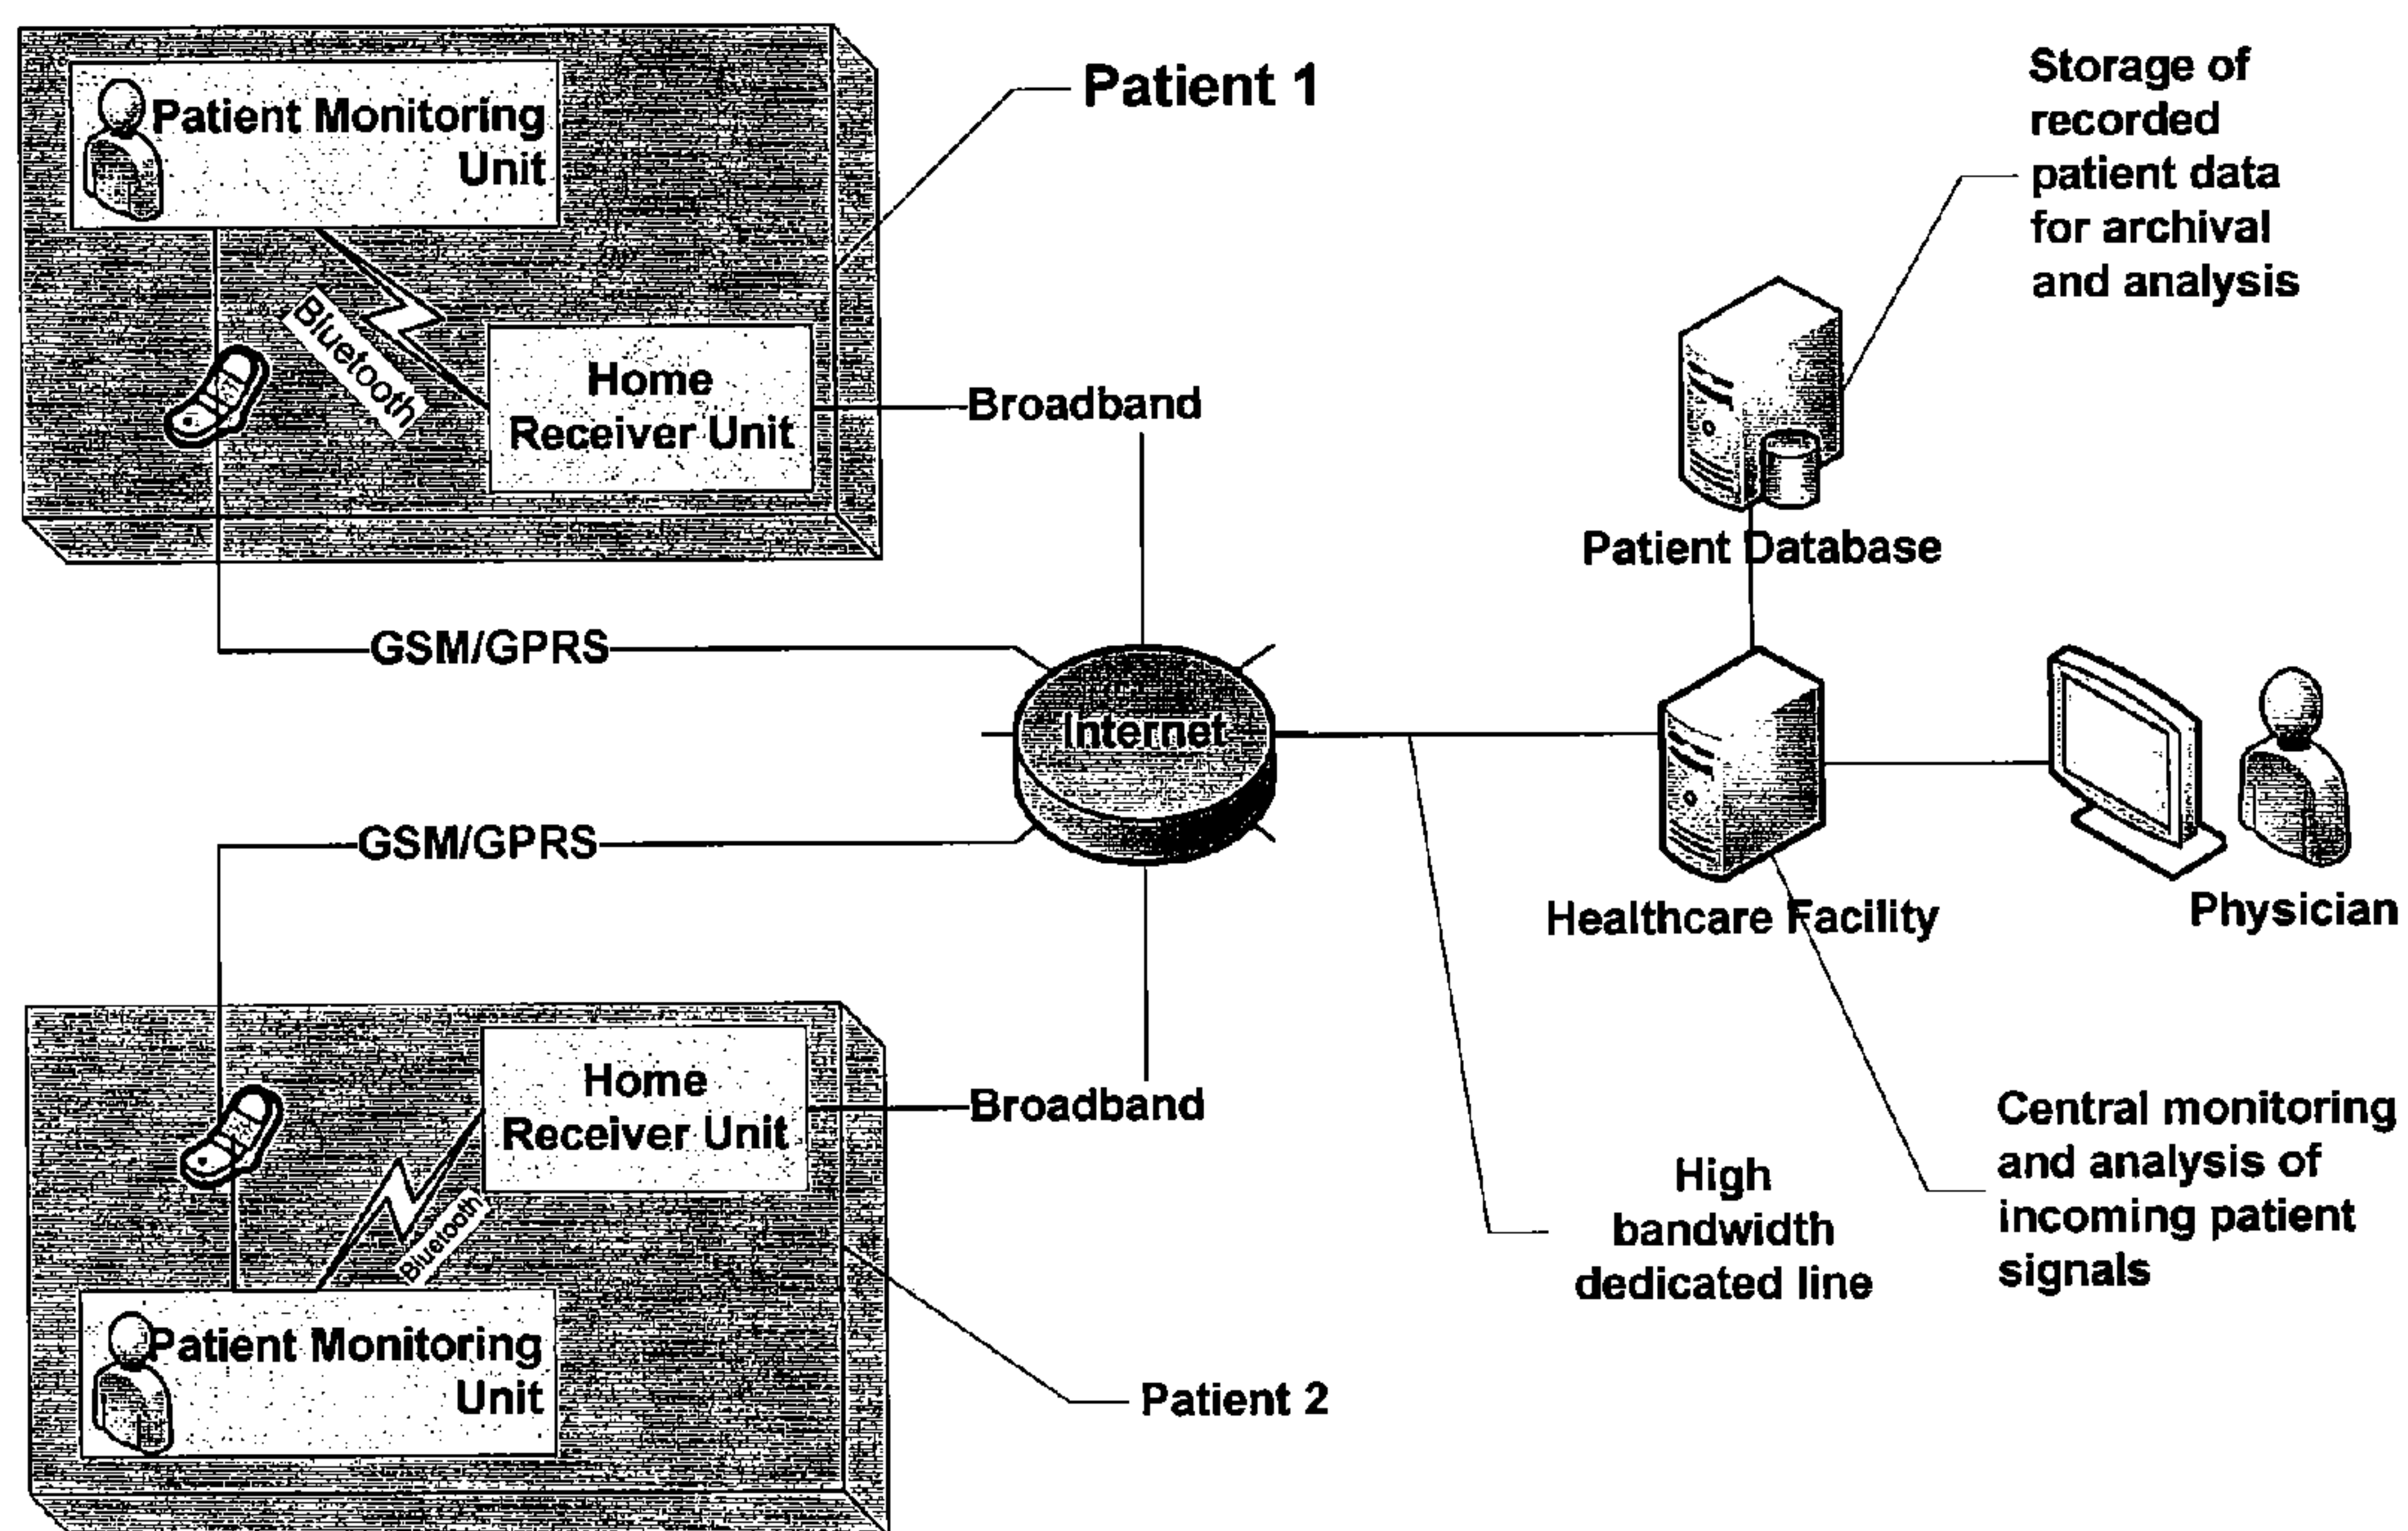 Patient Monitoring
Unit
Bluetooth
Home
Receiver Unit
Patient 1
Broadband
GSM/GPRS
Internet
GSM/GPRS
Home
Receiver Unit
Bluetooth
Patient Monitoring
Unit
Broadband
Patient 2
Storage of
recorded
patient data
for archival
and analysis
Patient Database
Healthcare Facility
Physician
High
bandwidth
dedicated line
Central monitoring
and analysis of
incoming patient
signals